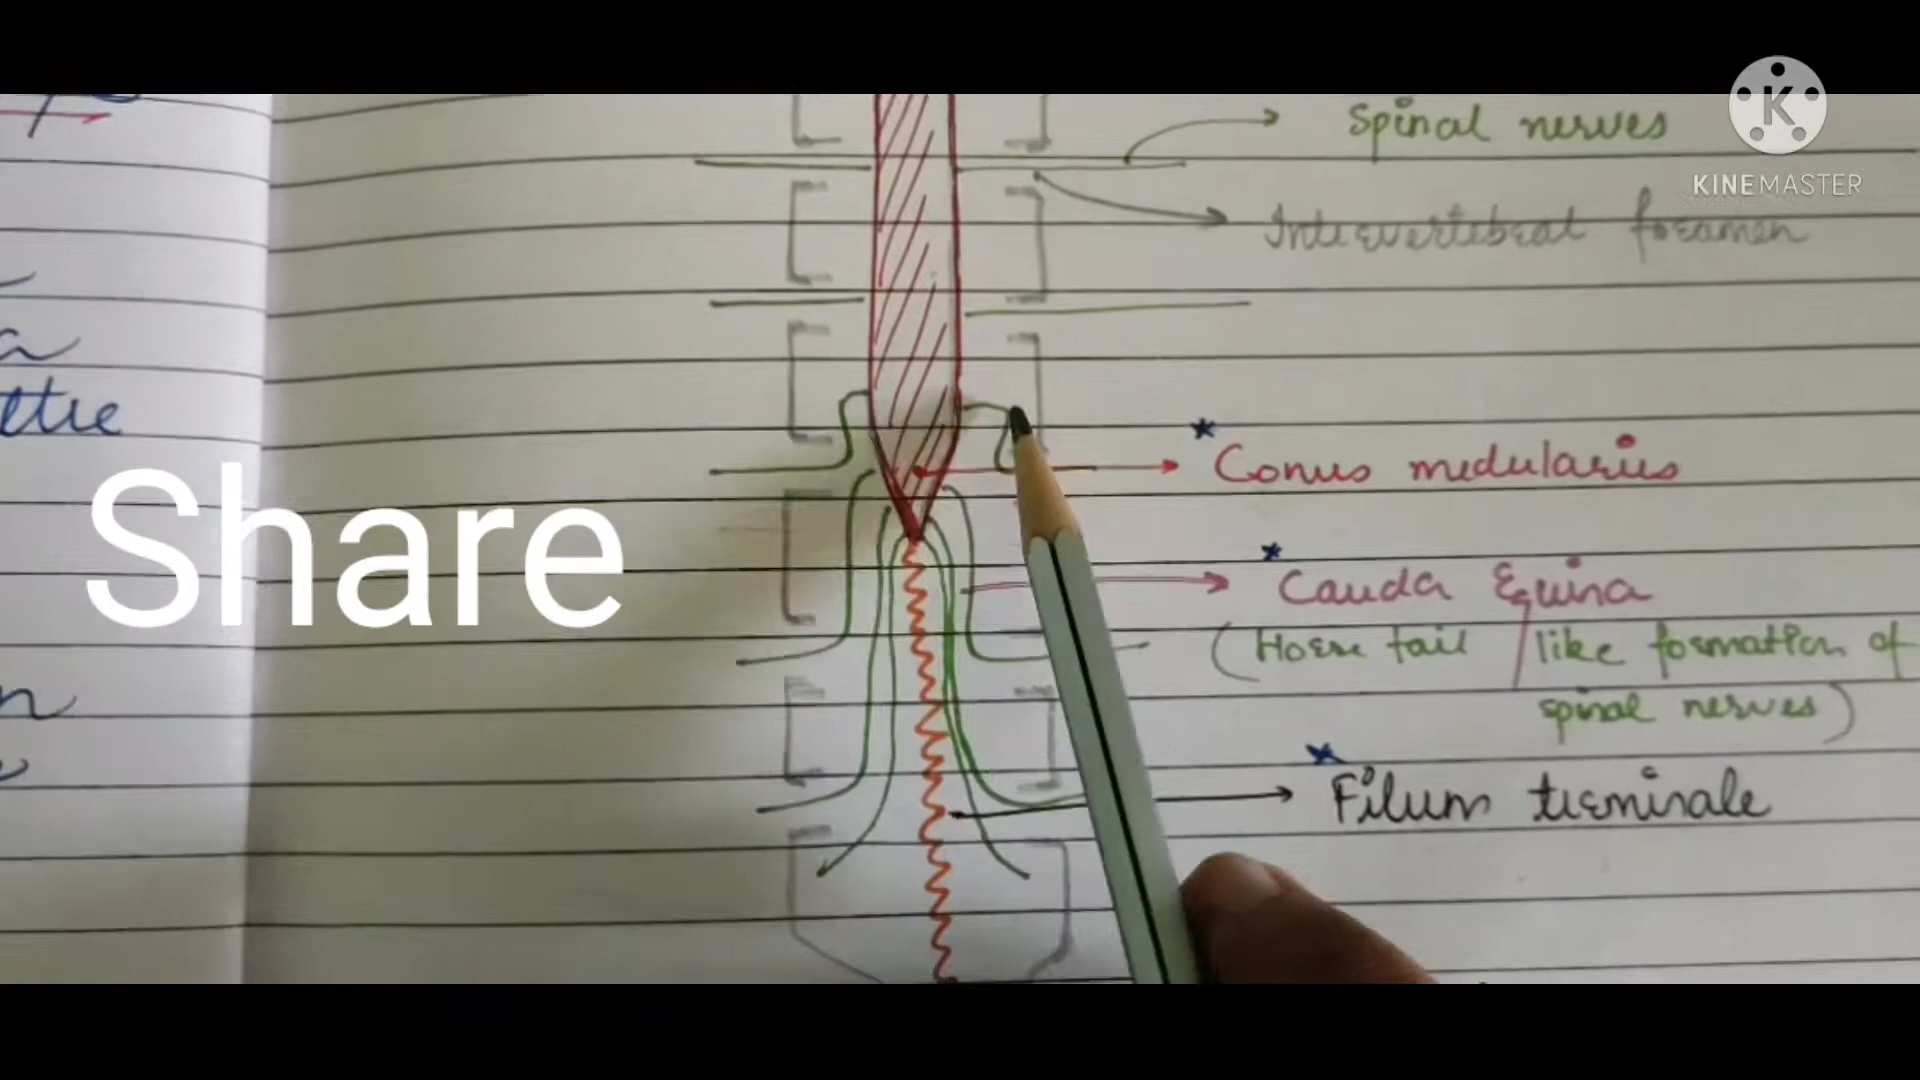 Spinal nerves
KINEMASTER
Intervertebral foramen
Conus medularies
Share
Cauda Equina
(Horse tail like formation of
spinal nerves)
Filum terminale